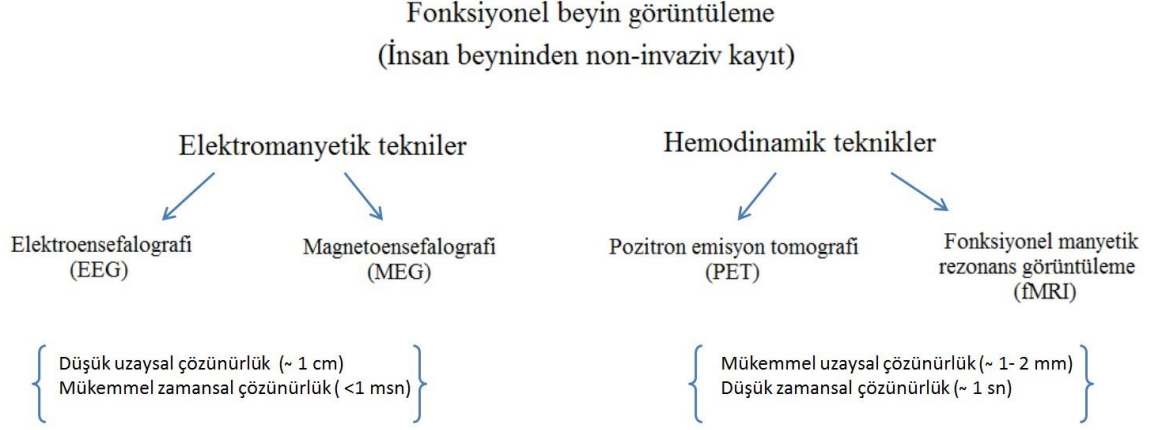 Fonksiyonel beyin görüntüleme
(İnsan beyninden non-invaziv kayıt)
Elektromanyetik tekniler
Hemodinamik teknikler
Elektroensefalografi
(EEG)
Magnetoensefalografi
(MEG)
Pozitron emisyon tomografi
(PET)
Fonksiyonel manyetik
rezonans görüntüleme
(fMRI)
Düşük uzaysal çözünürlük (~ 1 cm)
Mükemmel zamansal çözünürlük ( <1 msn)
Mükemmel uzaysal çözünürlük (~ 1- 2 mm)
Düşük zamansal çözünürlük (~ 1 sn)